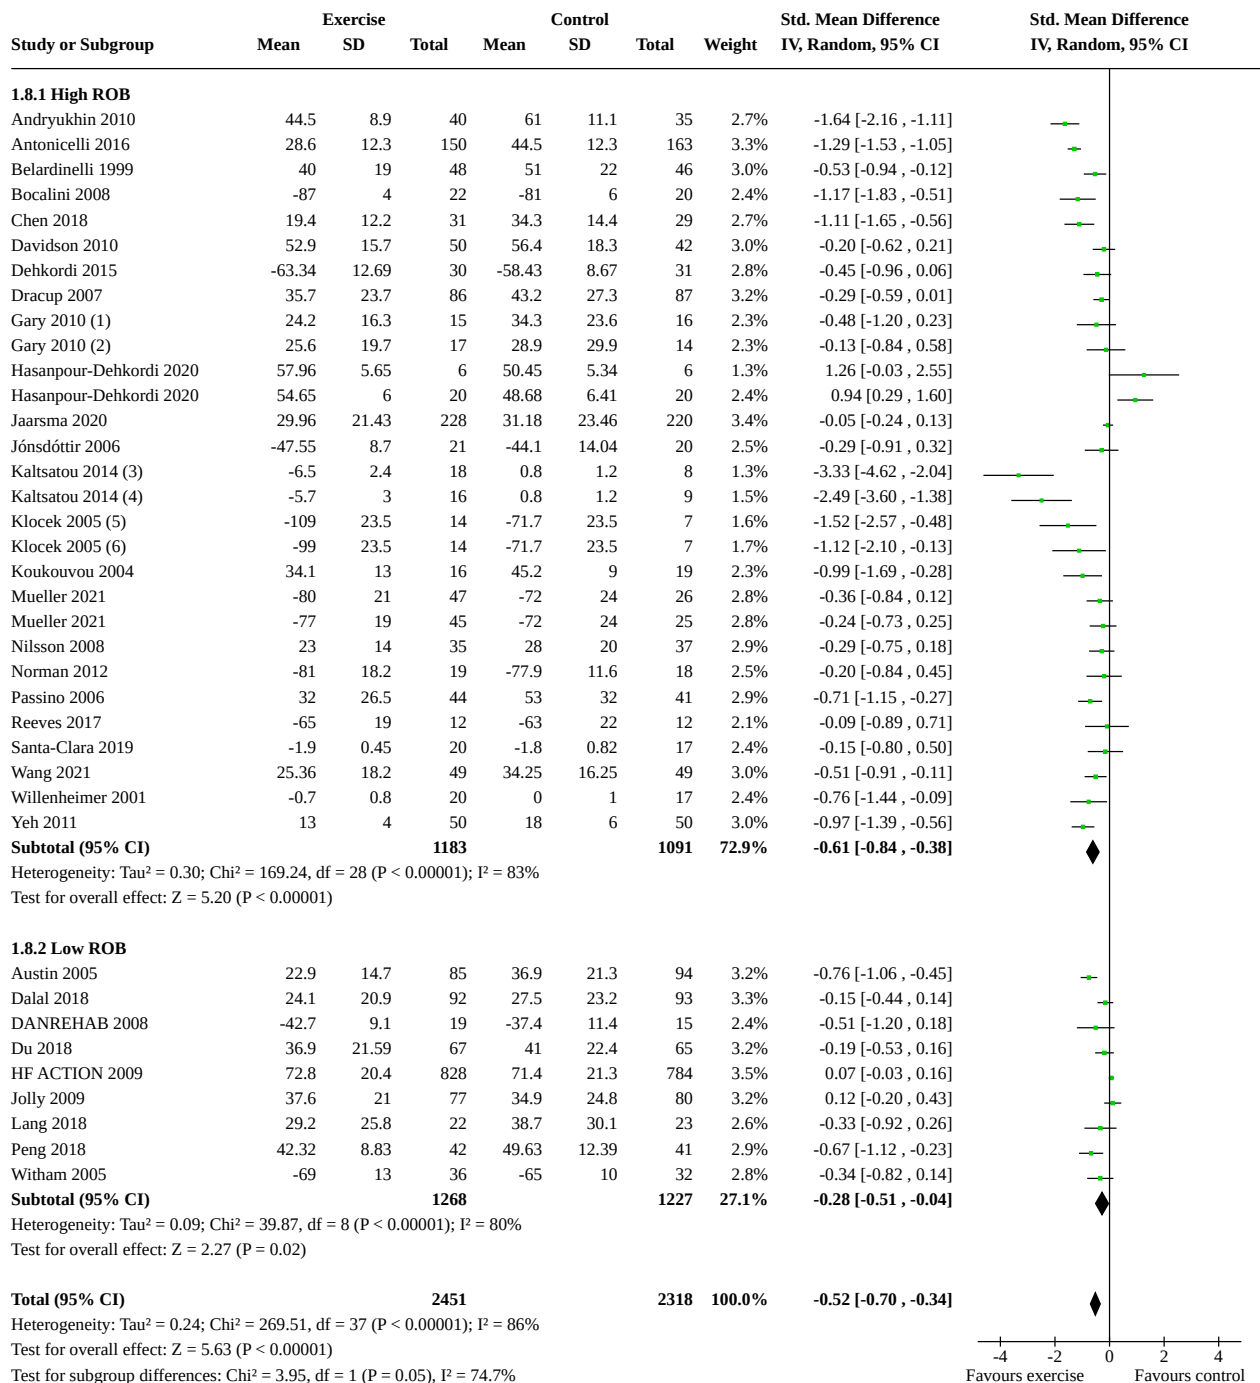 Exercise Control Std. Mean Difference Std. Mean Difference
Study or Subgroup Mean SD Total Mean SD Total Weight IV, Random, 95% CI IV, Random, 95% CI
1.8.1 High ROB
Andryukhin 2010 44.5 8.9 40 61 11.1 35 2.7% -1.64 [-2.16 , -1.11]
Antonicelli 2016 28.6 12.3 150 44.5 12.3 163 3.3% -1.29 [-1.53 , -1.05]
Belardinelli 1999 40 19 48 51 22 46 3.0% -0.53 [-0.94 , -0.12]
Bocalini 2008 -87 4 22 -81 6 20 2.4% -1.17 [-1.83 , -0.51]
Chen 2018 19.4 12.2 31 34.3 14.4 29 2.7% -1.11 [-1.65 , -0.56]
Davidson 2010 52.9 15.7 50 56.4 18.3 42 3.0% -0.20 [-0.62 , 0.21]
Dehkordi 2015 -63.34 12.69 30 -58.43 8.67 31 2.8% -0.45 [-0.96 , 0.06]
Dracup 2007 35.7 23.7 86 43.2 27.3 87 3.2% -0.29 [-0.59 , 0.01]
Gary 2010 (1) 24.2 16.3 15 34.3 23.6 16 2.3% -0.48 [-1.20 , 0.23]
Gary 2010 (2) 25.6 19.7 17 28.9 29.9 14 2.3% -0.13 [-0.84 , 0.58]
Hasanpour-Dehkordi 2020 57.96 5.65 6 50.45 5.34 6 1.3% 1.26 [-0.03 , 2.55]
Hasanpour-Dehkordi 2020 54.65 6 20 48.68 6.41 20 2.4% 0.94 [0.29 , 1.60]
Jaarsma 2020 29.96 21.43 228 31.18 23.46 220 3.4% -0.05 [-0.24 , 0.13]
Jónsdóttir 2006 -47.55 8.7 21 -44.1 14.04 20 2.5% -0.29 [-0.91 , 0.32]
Kaltsatou 2014 (3) -6.5 2.4 18 0.8 1.2 8 1.3% -3.33 [-4.62 , -2.04]
Kaltsatou 2014 (4) -5.7 3 16 0.8 1.2 9 1.5% -2.49 [-3.60 , -1.38]
Klocek 2005 (5) -109 23.5 14 -71.7 23.5 7 1.6% -1.52 [-2.57 , -0.48]
Klocek 2005 (6) -99 23.5 14 -71.7 23.5 7 1.7% -1.12 [-2.10 , -0.13]
Koukouvou 2004 34.1 13 16 45.2 9 19 2.3% -0.99 [-1.69 , -0.28]
Mueller 2021 -80 21 47 -72 24 26 2.8% -0.36 [-0.84 , 0.12]
Mueller 2021 -77 19 45 -72 24 25 2.8% -0.24 [-0.73 , 0.25]
Nilsson 2008 23 14 35 28 20 37 2.9% -0.29 [-0.75 , 0.18]
Norman 2012 -81 18.2 19 -77.9 11.6 18 2.5% -0.20 [-0.84 , 0.45]
Passino 2006 32 26.5 44 53 32 41 2.9% -0.71 [-1.15 , -0.27]
Reeves 2017 -65 19 12 -63 22 12 2.1% -0.09 [-0.89 , 0.71]
Santa-Clara 2019 -1.9 0.45 20 -1.8 0.82 17 2.4% -0.15 [-0.80 , 0.50]
Wang 2021 25.36 18.2 49 34.25 16.25 49 3.0% -0.51 [-0.91 , -0.11]
Willenheimer 2001 -0.7 0.8 20 0 1 17 2.4% -0.76 [-1.44 , -0.09]
Yeh 2011 13 4 50 18 6 50 3.0% -0.97 [-1.39 , -0.56]
Subtotal (95% CI) 1183 1091 72.9% -0.61 [-0.84 , -0.38]
Heterogeneity: Tau² = 0.30; Chi² = 169.24, df = 28 (P < 0.00001); I² = 83%
Test for overall effect: Z = 5.20 (P < 0.00001)
1.8.2 Low ROB
Austin 2005 22.9 14.7 85 36.9 21.3 94 3.2% -0.76 [-1.06 , -0.45]
Dalal 2018 24.1 20.9 92 27.5 23.2 93 3.3% -0.15 [-0.44 , 0.14]
DANREHAB 2008 -42.7 9.1 19 -37.4 11.4 15 2.4% -0.51 [-1.20 , 0.18]
Du 2018 36.9 21.59 67 41 22.4 65 3.2% -0.19 [-0.53 , 0.16]
HF ACTION 2009 72.8 20.4 828 71.4 21.3 784 3.5% 0.07 [-0.03 , 0.16]
Jolly 2009 37.6 21 77 34.9 24.8 80 3.2% 0.12 [-0.20 , 0.43]
Lang 2018 29.2 25.8 22 38.7 30.1 23 2.6% -0.33 [-0.92 , 0.26]
Peng 2018 42.32 8.83 42 49.63 12.39 41 2.9% -0.67 [-1.12 , -0.23]
Witham 2005 -69 13 36 -65 10 32 2.8% -0.34 [-0.82 , 0.14]
Subtotal (95% CI) 1268 1227 27.1% -0.28 [-0.51 , -0.04]
Heterogeneity: Tau² = 0.09; Chi² = 39.87, df = 8 (P < 0.00001); I² = 80%
Test for overall effect: Z = 2.27 (P = 0.02)
Total (95% CI) 2451 2318 100.0% -0.52 [-0.70 , -0.34]
Heterogeneity: Tau² = 0.24; Chi² = 269.51, df = 37 (P < 0.00001); I² = 86%
Test for overall effect: Z = 5.63 (P < 0.00001)
-4 -2 0 2 4
Test for subgroup differences: Chi² = 3.95, df = 1 (P = 0.05), I² = 74.7% Favours exercise Favours control